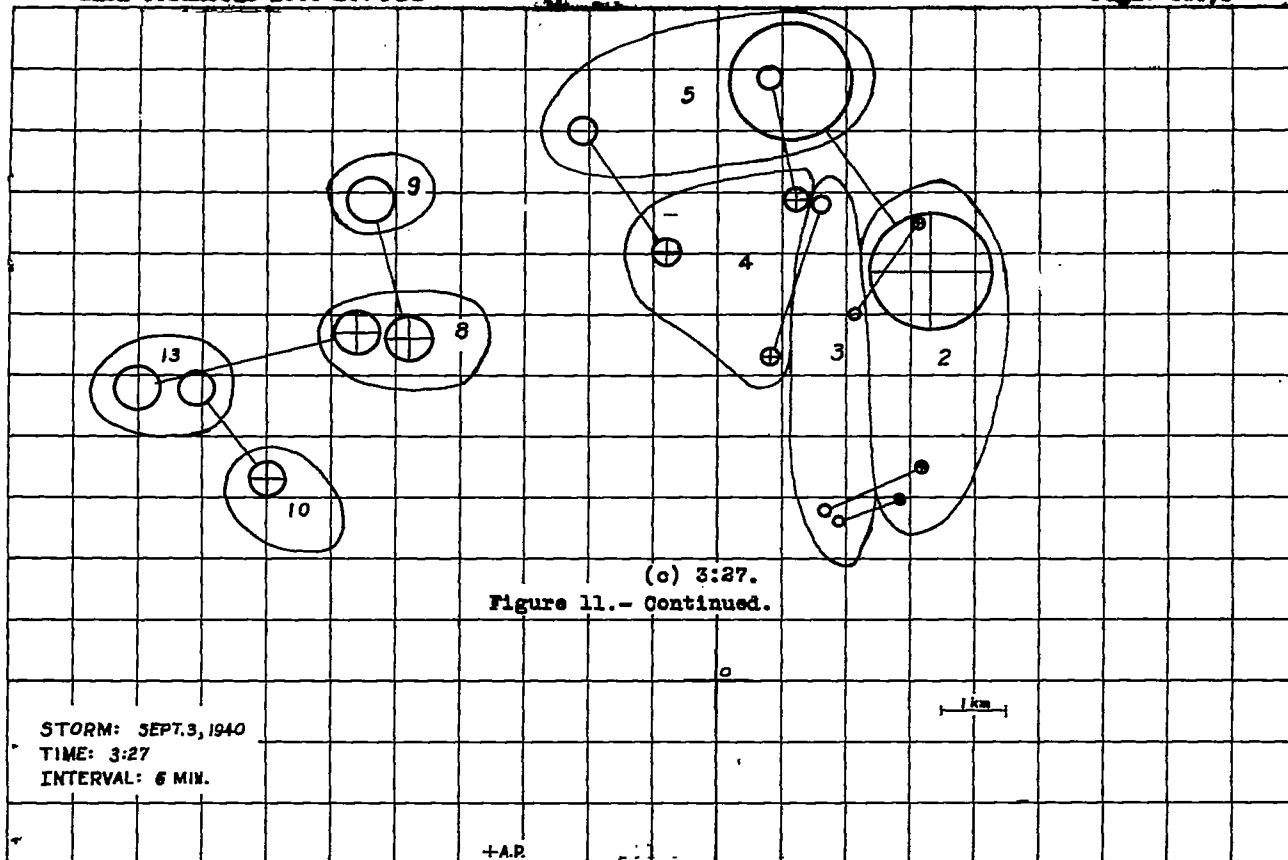 5
9
4
8
13
3
2
10
(c) 3:27.
Figure 11.- Continued.
0
1 km
STORM: SEPT. 3, 1940
TIME: 3:27
INTERVAL: 6 MIN.
+A.P.